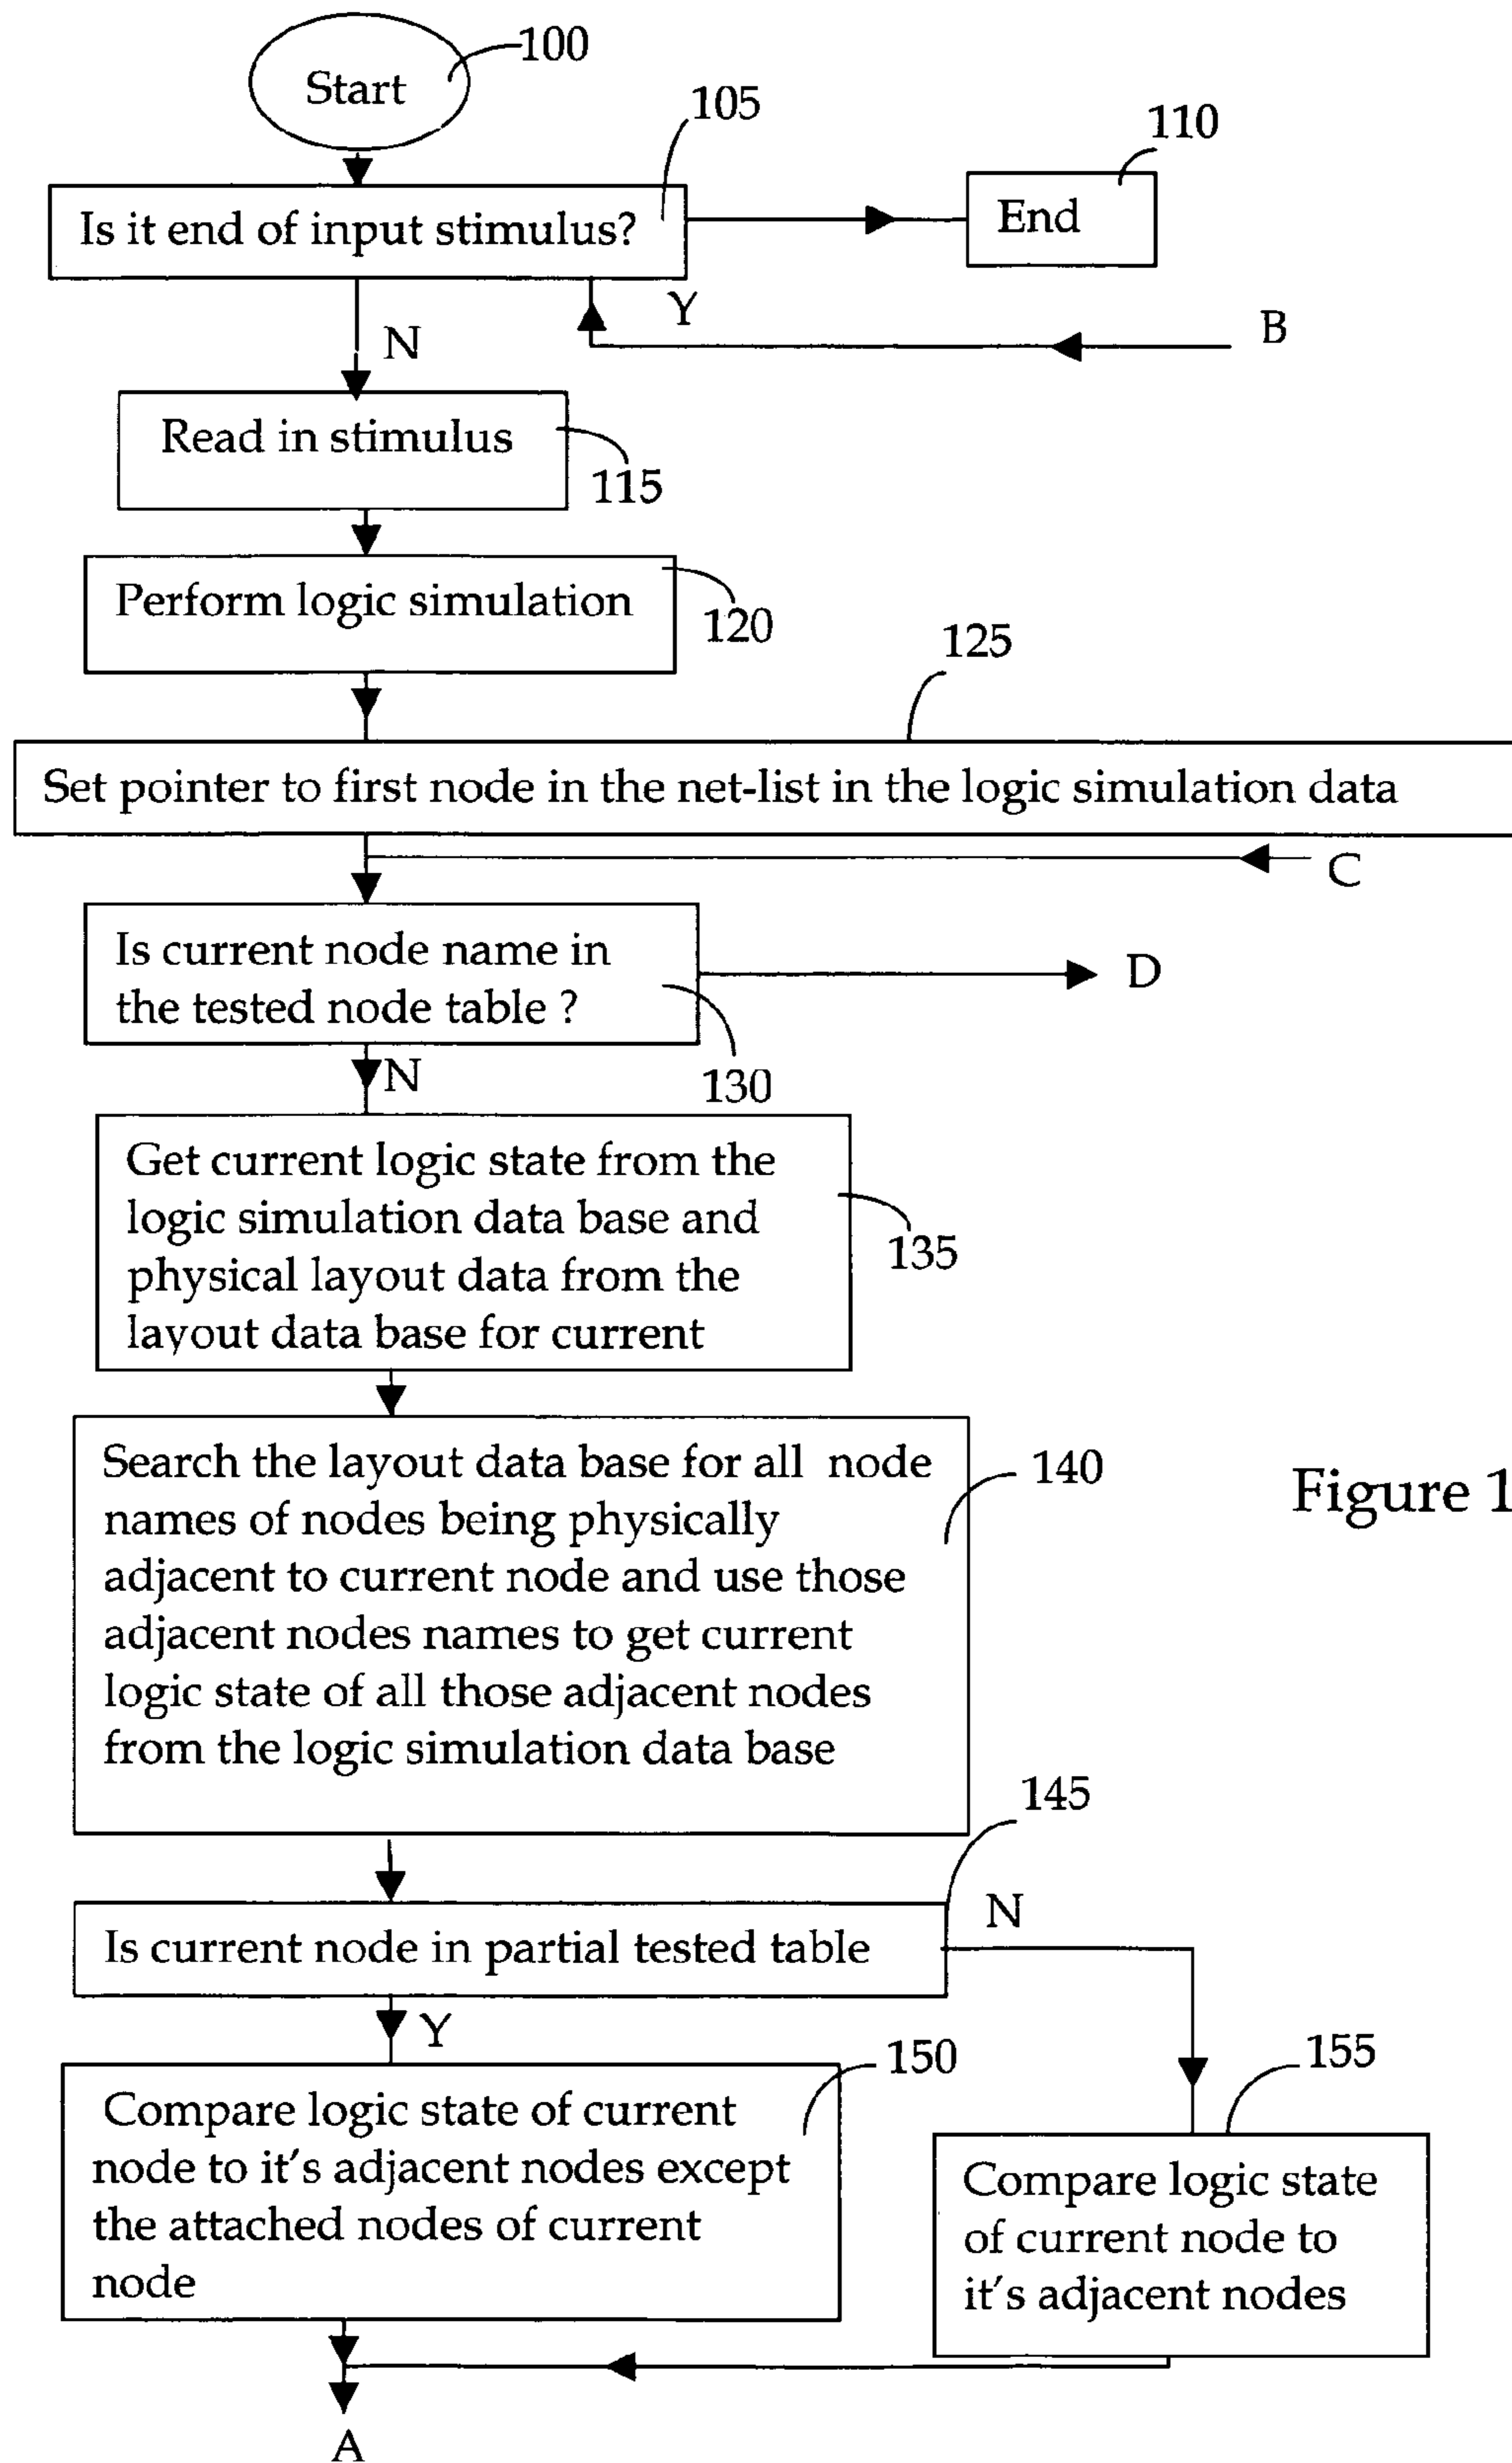 Start
100
105
110
Is it end of input stimulus?
End
Y
B
N
Read in stimulus
115
Perform logic simulation
120
125
Set pointer to first node in the net-list in the logic simulation data
C
Is current node name in
the tested node table ?
D
N
130
Get current logic state from the
logic simulation data base and
physical layout data from the
layout data base for current
135
Search the layout data base for all node
names of nodes being physically
adjacent to current node and use those
adjacent nodes names to get current
logic state of all those adjacent nodes
from the logic simulation data base
140
Figure 1
145
N
Is current node in partial tested table
Y
150
155
Compare logic state of current
node to it's adjacent nodes except
the attached nodes of current
node
Compare logic state
of current node to
it's adjacent nodes
A